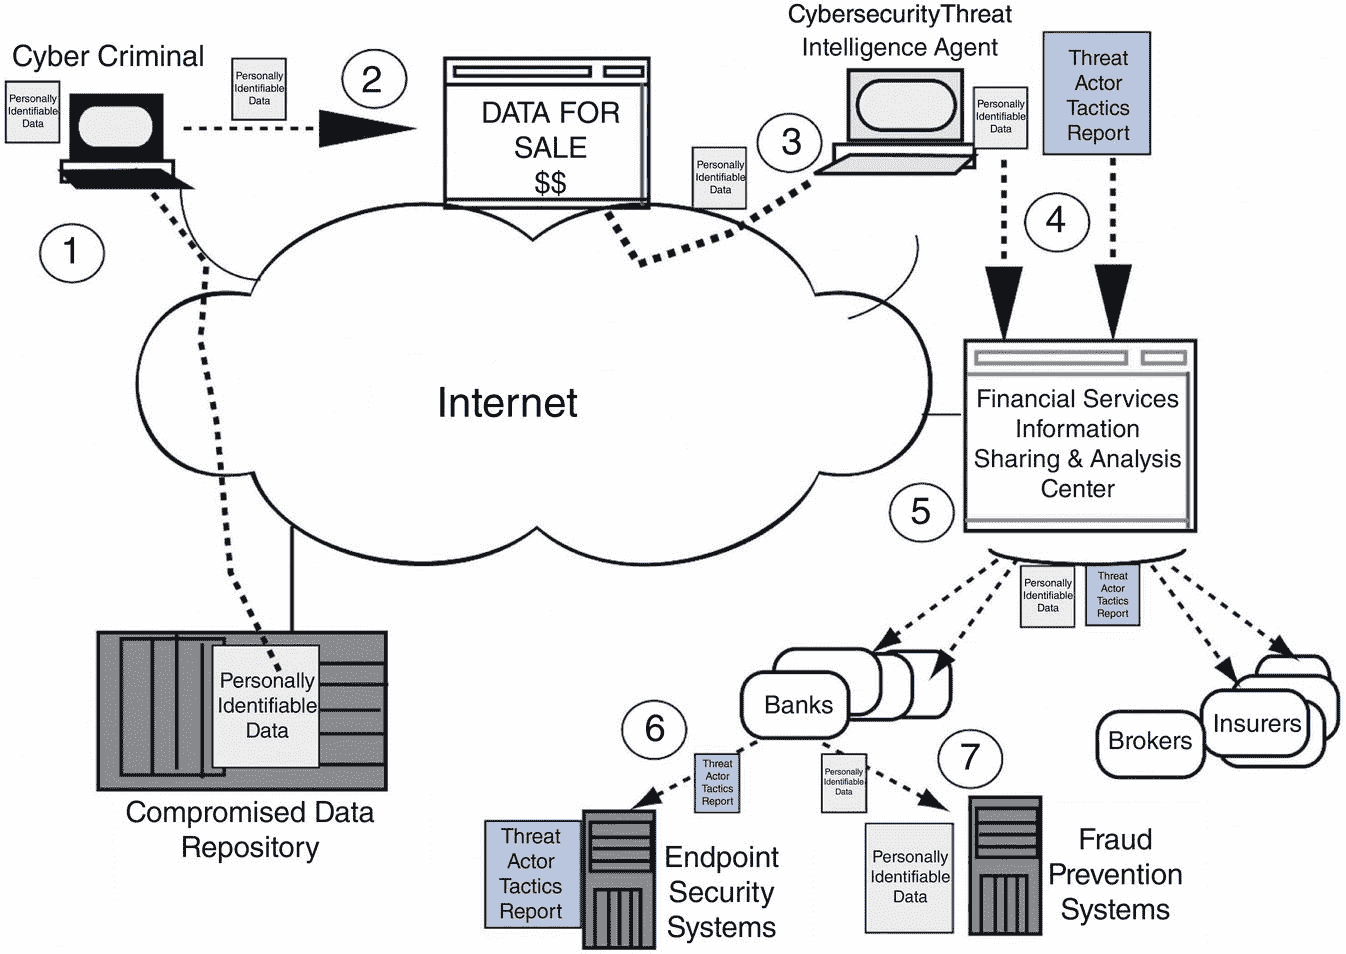 Cyber Criminal
Personally
Identifiable
Data
Personally
Identifiable
Data
2
DATA FOR
SALE
$$
CybersecurityThreat
Intelligence Agent
Personally
Identifiable
Data
Threat
Actor
Tactics
Report
3
Personally
Identifiable
Data
1
4
Internet
Financial Services
Information
Sharing & Analysis
Center
5
Personally
Identifiable
Data
Threat
Actor
Tactics
Report
Personally
Identifiable
Data
Compromised Data
Repository
Banks
Brokers
Insurers
6
Threat
Actor
Tactics
Report
Personally
Identifiable
Data
7
Threat
Actor
Tactics
Report
Endpoint
Security
Systems
Personally
Identifiable
Data
Fraud
Prevention
Systems